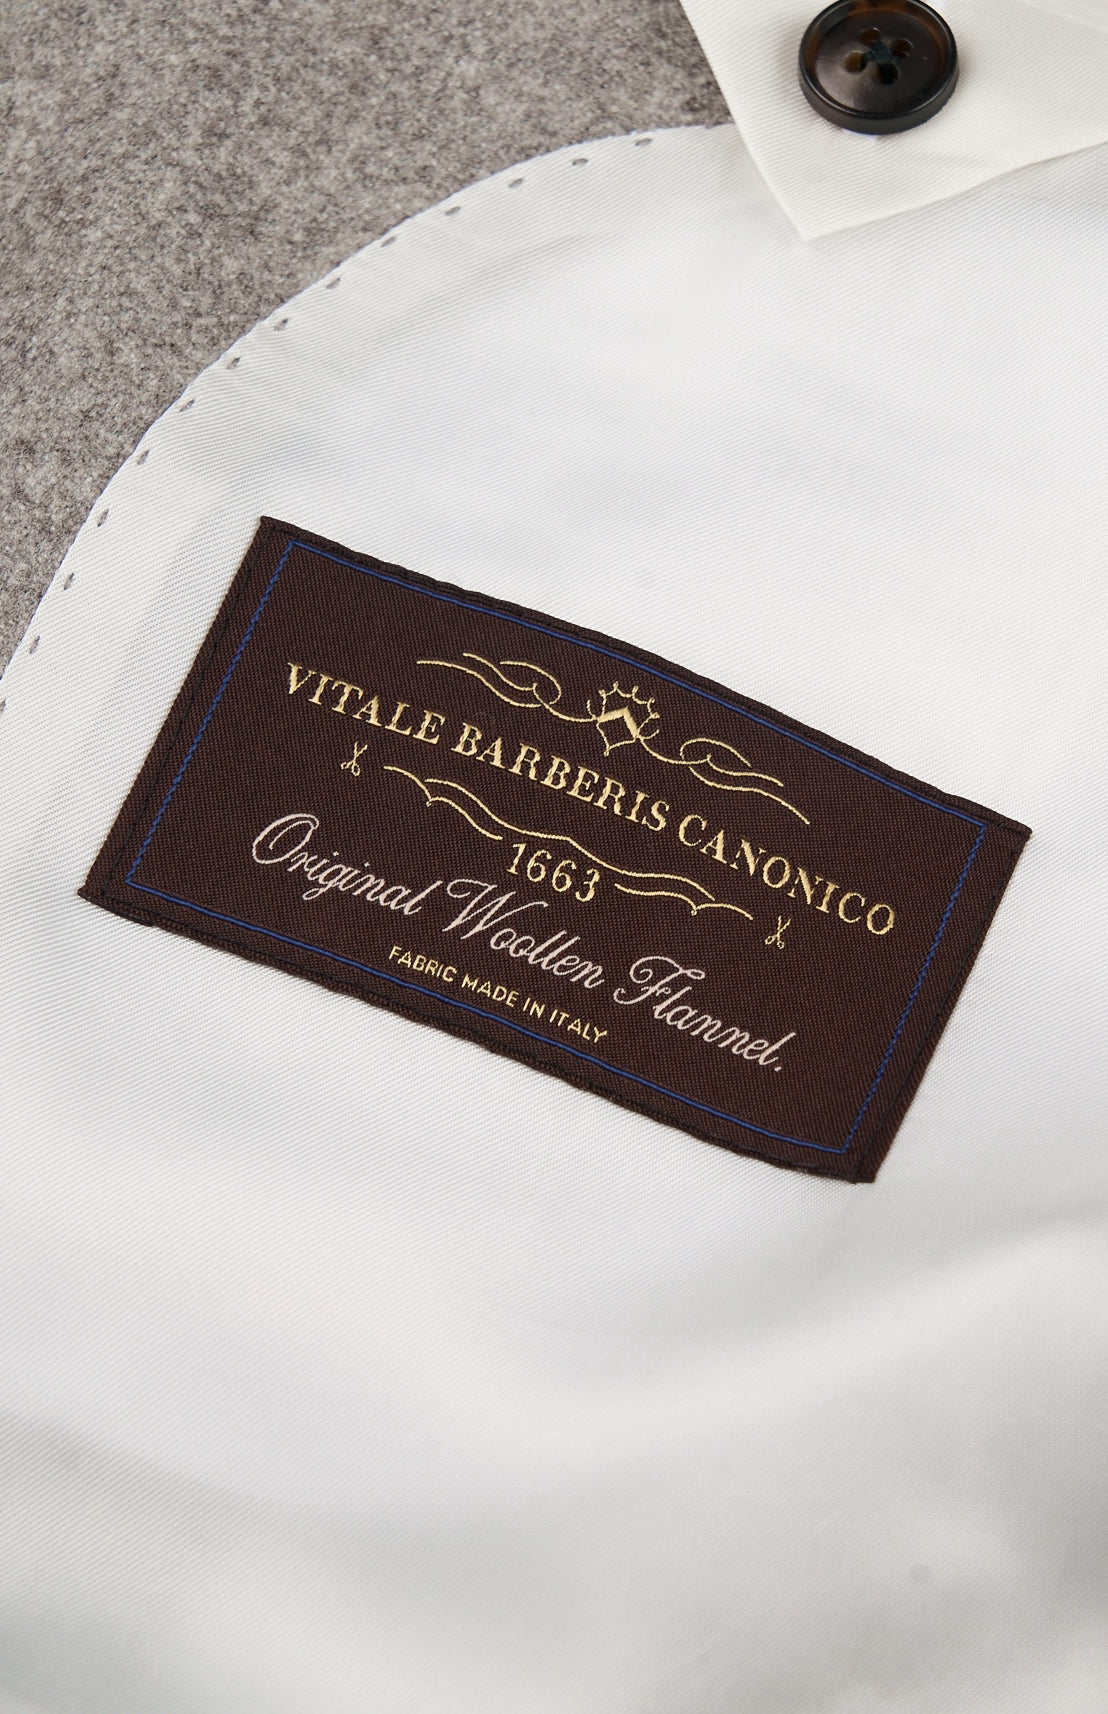 VITALE BARBERIS CANONICO
1663
Original Woollen Flannel.
FABRIC MADE IN ITALY